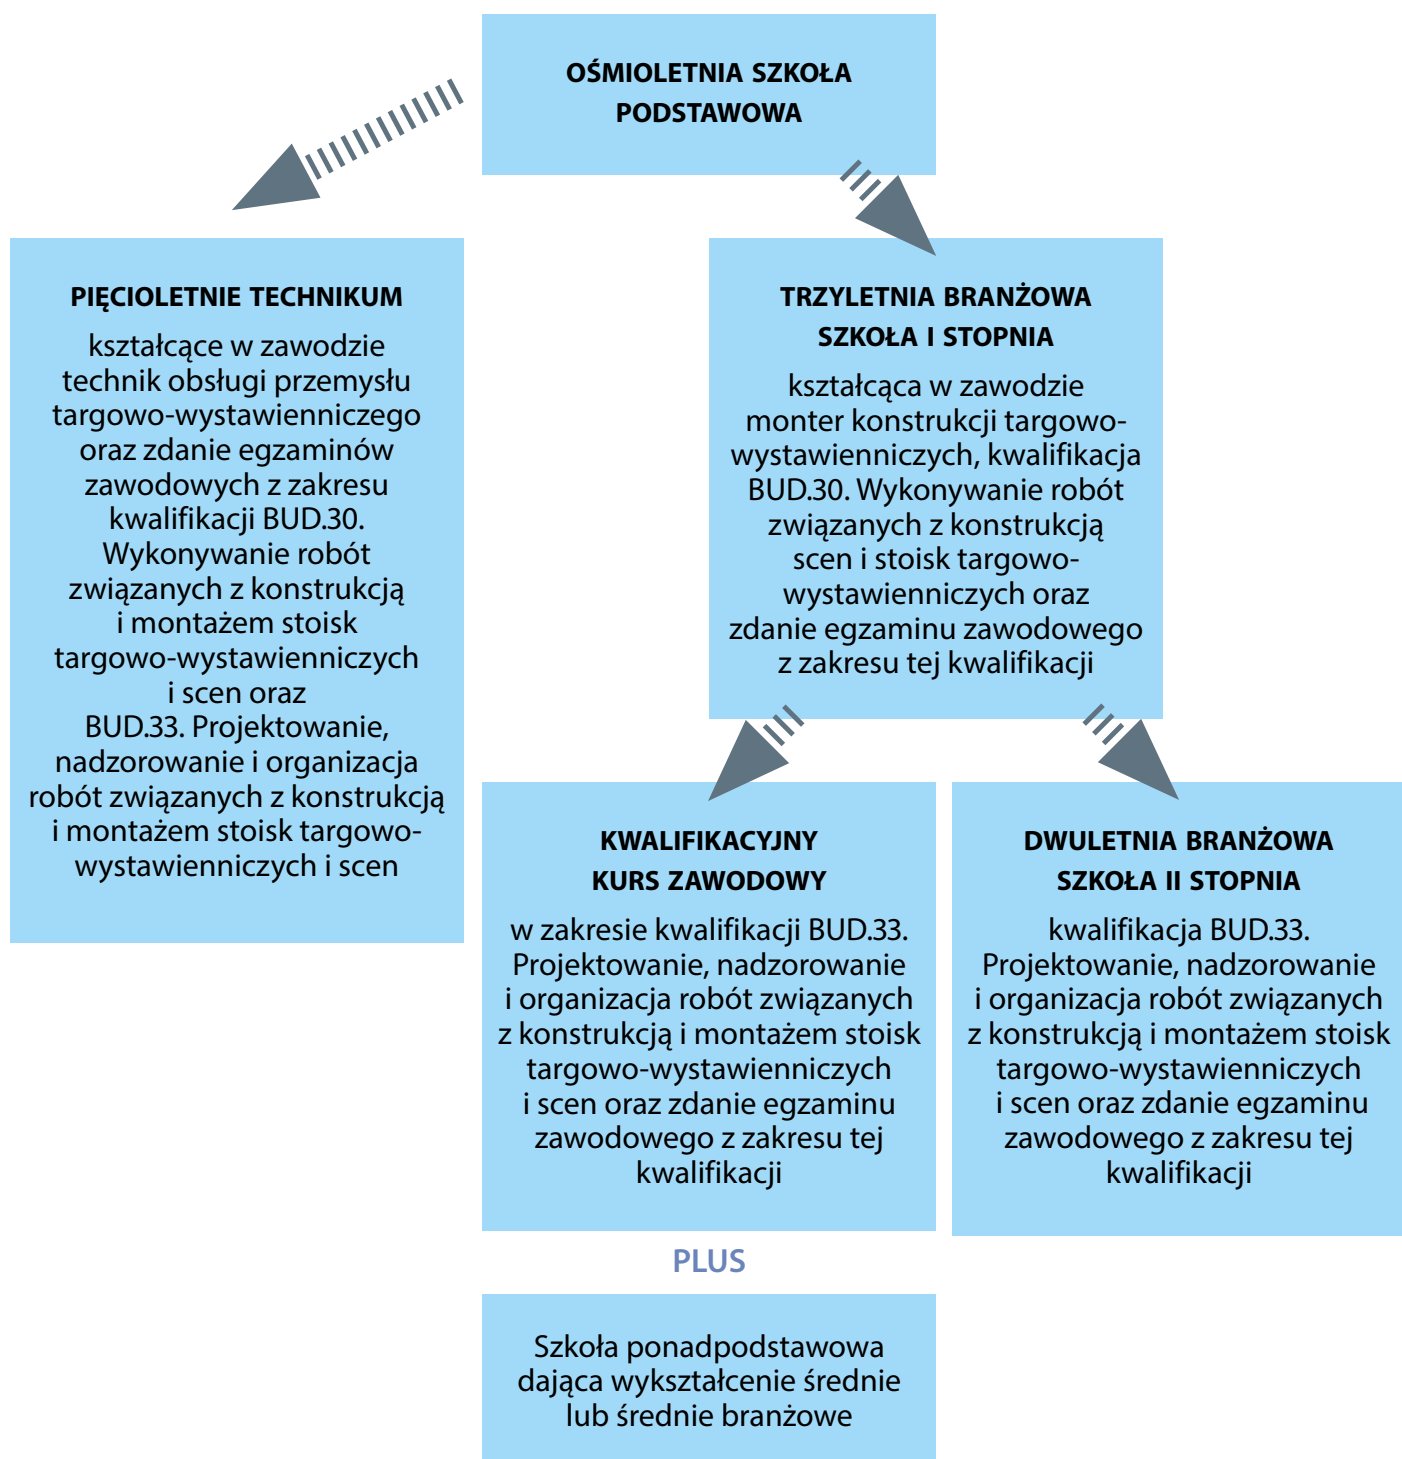 OŚMIOLETNIA SZKOŁA
PODSTAWOWA
PIĘCIOLETNIE TECHNIKUM
kształcące w zawodzie
technik obsługi przemysłu
targowo-wystawienniczego
oraz zdanie egzaminów
zawodowych z zakresu
kwalifikacji BUD.30.
Wykonywanie robót
związanych z konstrukcją
i montażem stoisk
targowo-wystawienniczych
i scen oraz
BUD.33. Projektowanie,
nadzorowanie i organizacja
robót związanych z konstrukcją
i montażem stoisk targowo-
wystawienniczych i scen
TRZYLETNIA BRANŻOWA
SZKOŁA I STOPNIA
kształcąca w zawodzie
monter konstrukcji targowo-
wystawienniczych, kwalifikacja
BUD.30. Wykonywanie robót
związanych z konstrukcją
scen i stoisk targowo-
wystawienniczych oraz
zdanie egzaminu zawodowego
z zakresu tej kwalifikacji
KWALIFIKACYJNY
KURS ZAWODOWY
w zakresie kwalifikacji BUD.33.
Projektowanie, nadzorowanie
i organizacja robót związanych
z konstrukcją i montażem stoisk
targowo-wystawienniczych
i scen oraz zdanie egzaminu
zawodowego z zakresu tej
kwalifikacji
DWULETNIA BRANŻOWA
SZKOŁA II STOPNIA
kwalifikacja BUD.33.
Projektowanie, nadzorowanie
i organizacja robót związanych
z konstrukcją i montażem stoisk
targowo-wystawienniczych
i scen oraz zdanie egzaminu
zawodowego z zakresu tej
kwalifikacji
PLUS
Szkoła ponadpodstawowa
dająca wykształcenie średnie
lub średnie branżowe